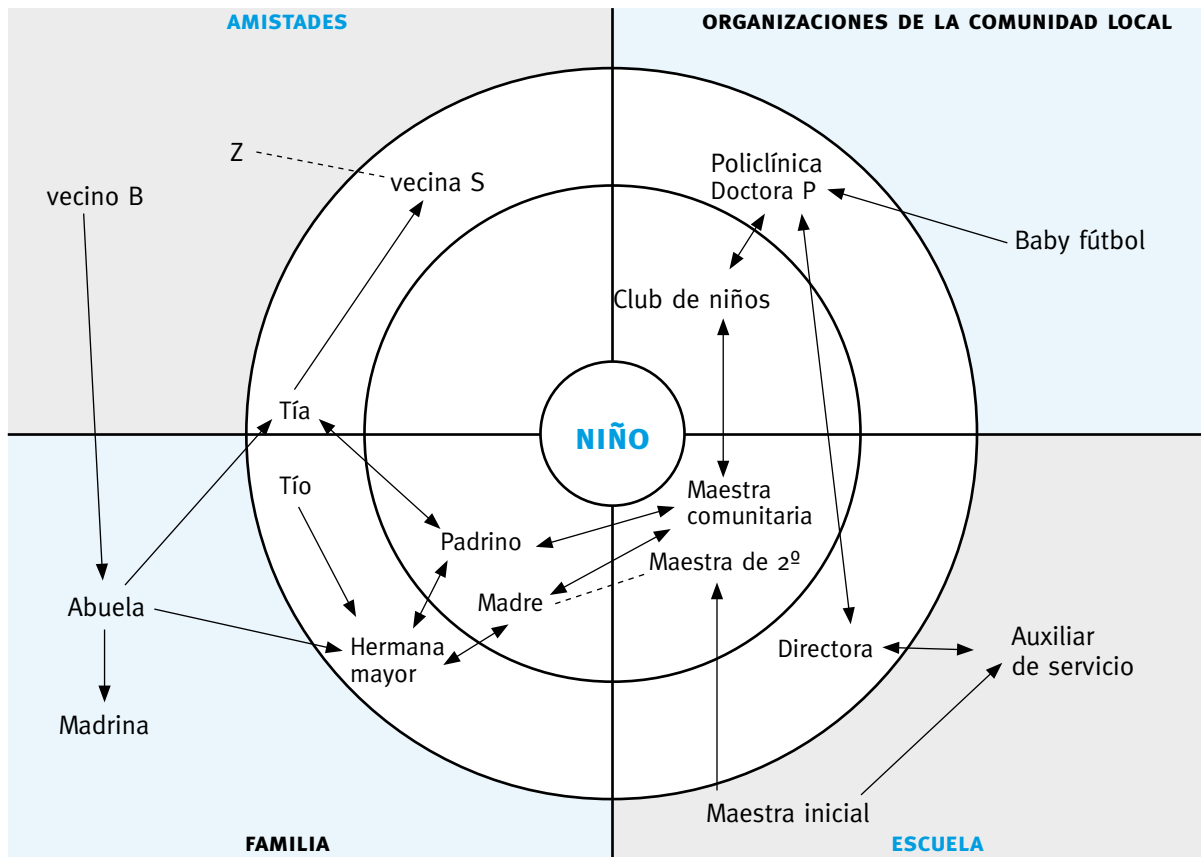 AMISTADES
ORGANIZACIONES DE LA COMUNIDAD LOCAL
Z
vecina S
vecino B
Policlínica
Doctora P
Baby fútbol
Club de niños
Tía
NIÑO
Tío
Padrino
Maestra
comunitaria
Maestra de 2º
Madre
Abuela
Hermana
mayor
Directora
Auxiliar
de servicio
Madrina
Maestra inicial
FAMILIA
ESCUELA